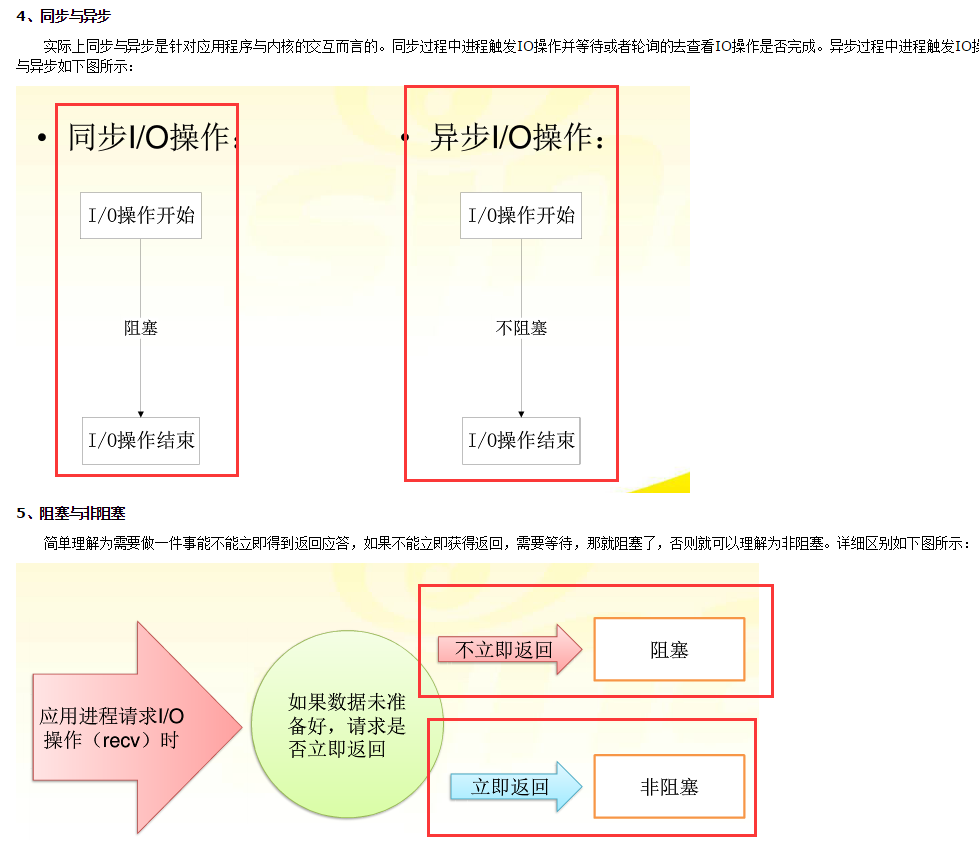 4、同步与异步
实际上同步与异步是针对应用程序与内核的交互而言的。同步过程中进程触发IO操作并等待或者轮询的去查看IO操作是否完成。异步过程中进程触发IO操
与异步如下图所示：
• 同步I/O操作：
• 异步I/O操作：
I/O操作开始
I/O操作开始
阻塞
不阻塞
I/O操作结束
I/O操作结束
5、阻塞与非阻塞
简单理解为需要做一件事能不能立即得到返回应答，如果不能立即获得返回，需要等待，那就阻塞了，否则就可以理解为非阻塞。详细区别如下图所示：
应用进程请求I/O
操作（recv）时
如果数据未准
备好，请求是
否立即返回
不立即返回
阻塞
立即返回
非阻塞